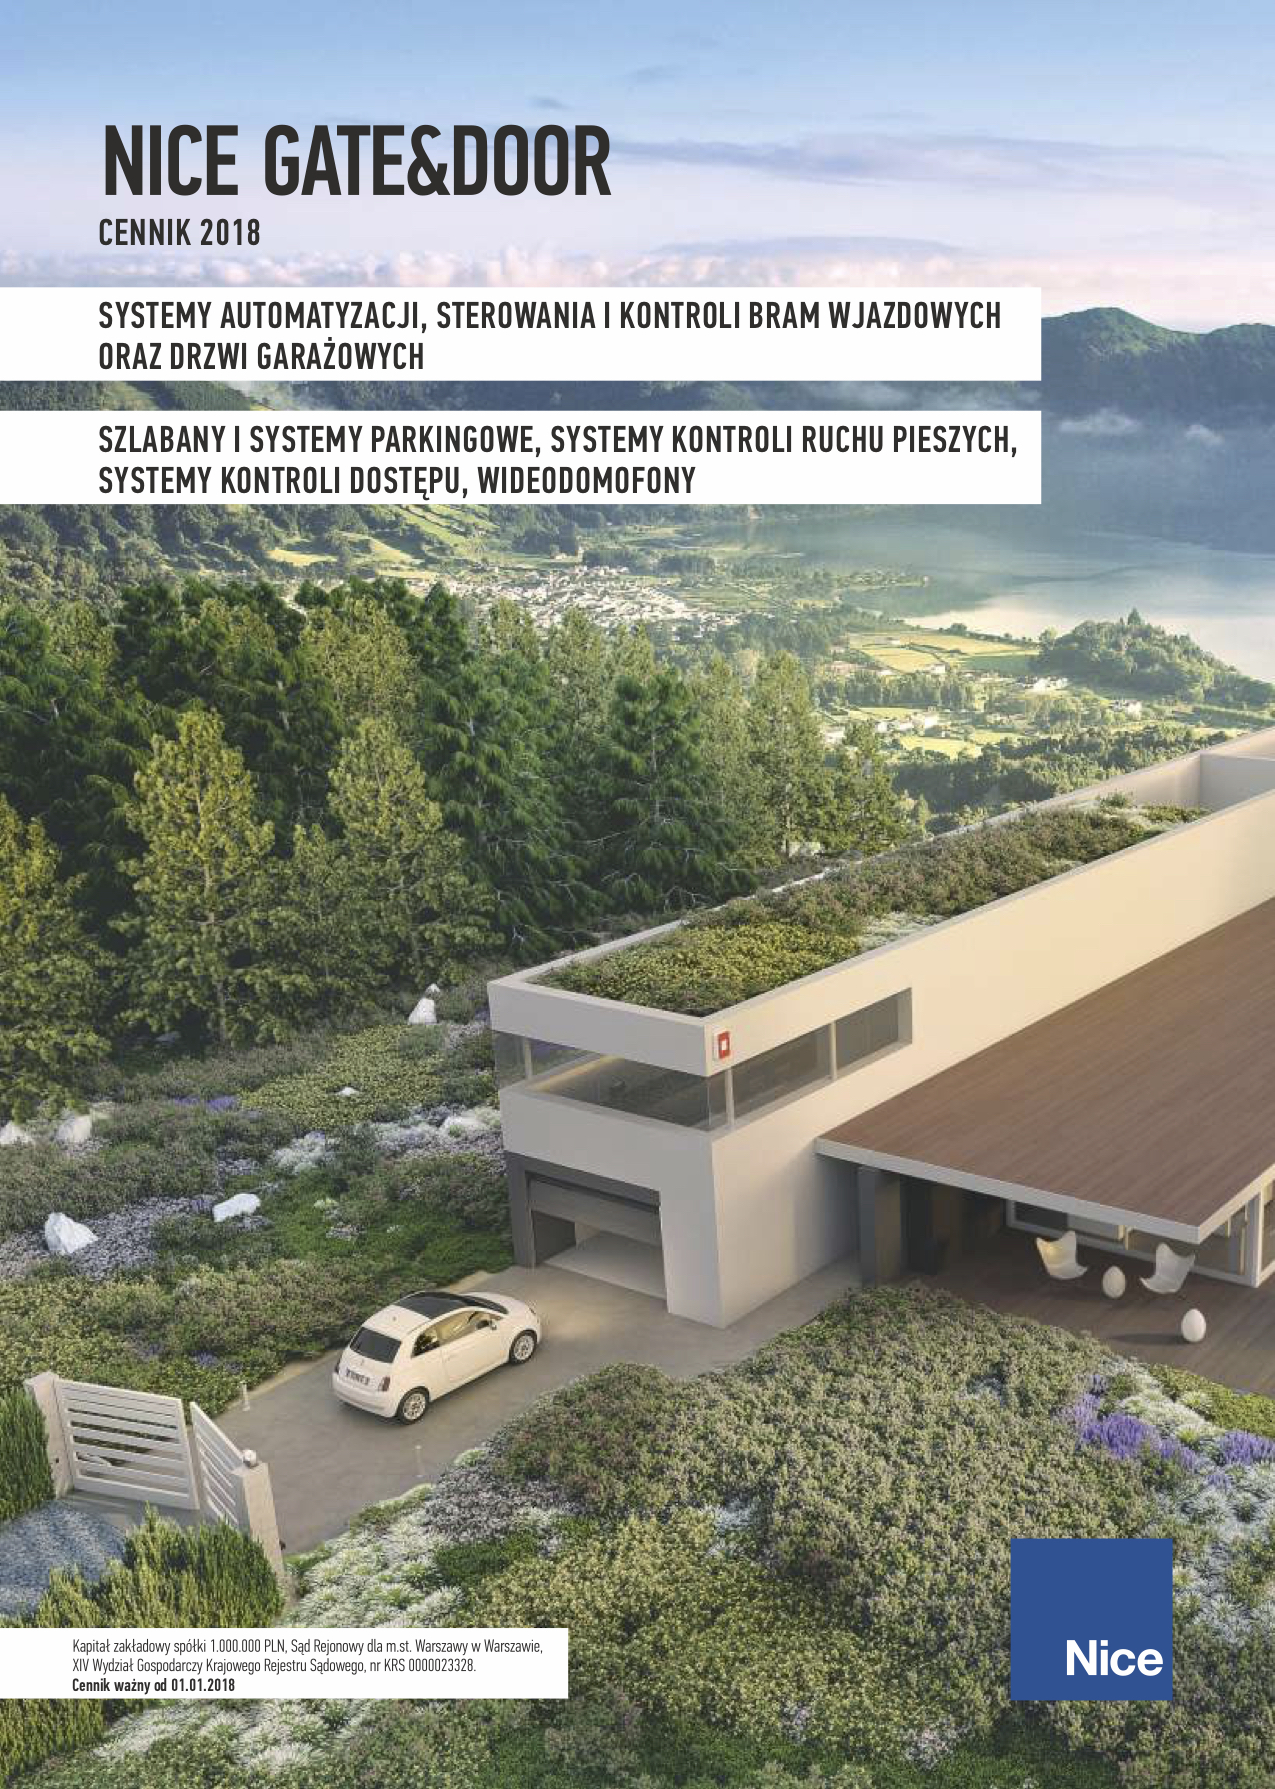 NICE GATE&DOOR
CENNIK 2018
SYSTEMY AUTOMATYZACJI, STEROWANIA I KONTROLI BRAM WJAZDOWYCH
ORAZ DRZWI GARAŻOWYCH
SZLABANY I SYSTEMY PARKINGOWE, SYSTEMY KONTROLI RUCHU PIESZYCH,
SYSTEMY KONTROLI DOSTĘPU, WIDEODOMOFONY
Kapitał zakładowy spółki 1.000.000 PLN, Sąd Rejonowy dla m.st. Warszawy w Warszawie,
XIV Wydział Gospodarczy Krajowego Rejestru Sądowego, nr KRS 0000023328.
Cennik ważny od 01.01.2018
Nice